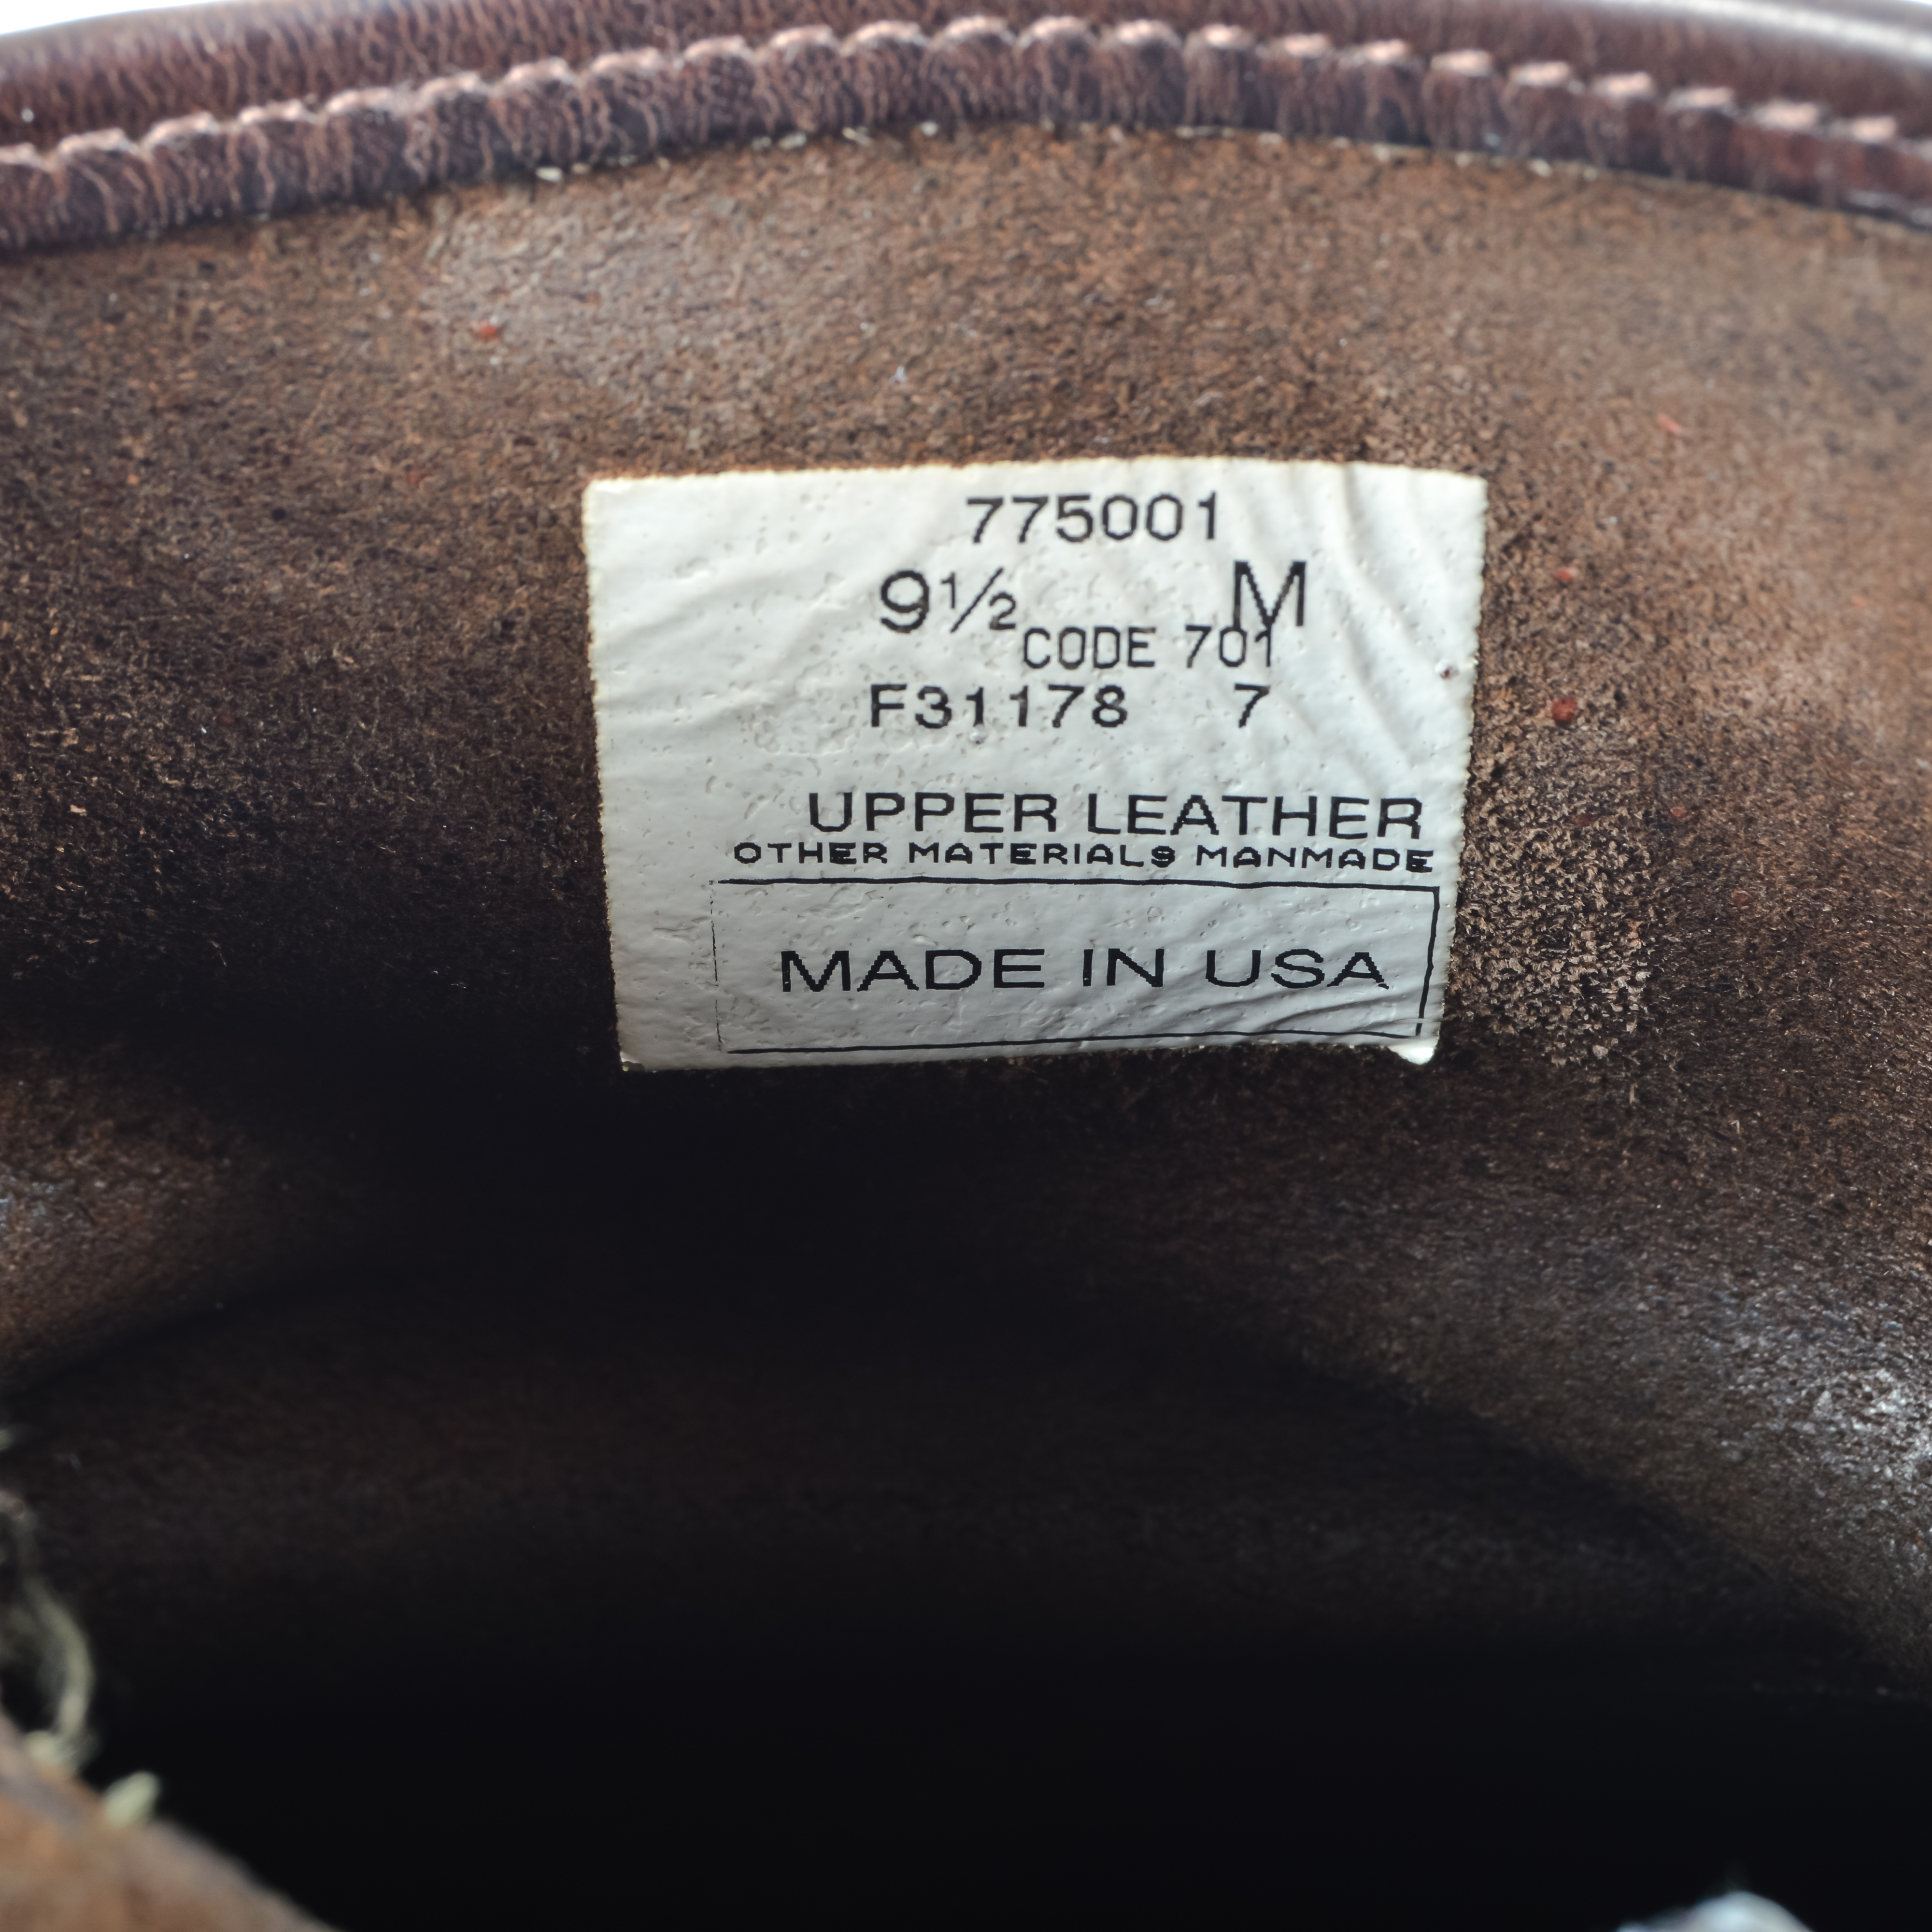 775001
9½ M
CODE 701
F31178 7
UPPER LEATHER
OTHER MATERIALS MANMADE
MADE IN USA